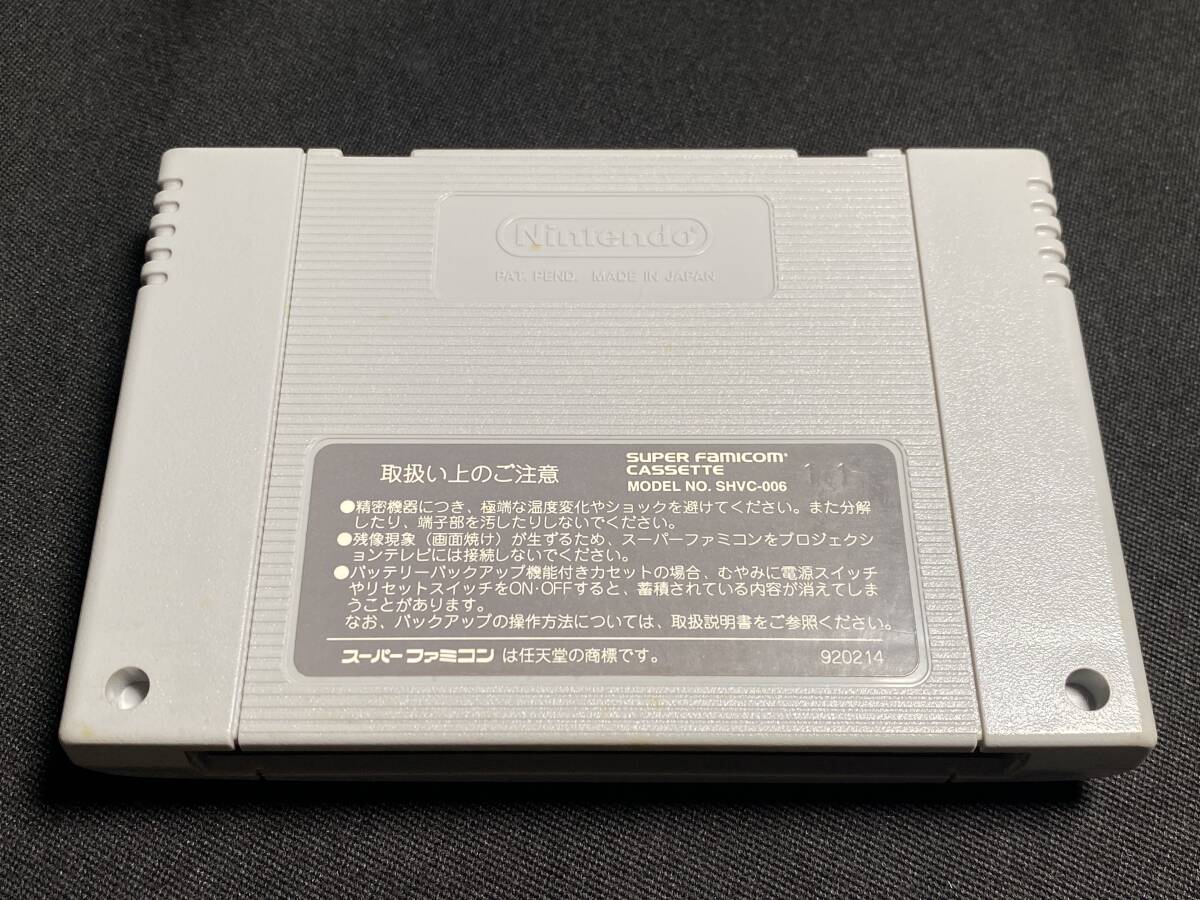 Nintendo®
PAT. PEND. MADE IN JAPAN
取扱い上のご注意
SUPER FAMICOM®
CASSETTE
MODEL NO. SHVC-006
11
●精密機器につき、極端な温度変化やショックを避けてください。また分解
したり、端子部を汚したりしないでください。
●残像現象（画面焼け）が生ずるため、スーパーファミコンをプロジェクシ
ョンテレビには接続しないでください。
●バッテリーバックアップ機能付きカセットの場合、むやみに電源スイッチ
やリセットスイッチをON·OFFすると、蓄積されている内容が消えてしま
うことがあります。
なお、バックアップの操作方法については、取扱説明書をご参照ください。
スーパーファミコン は任天堂の商標です。
920214